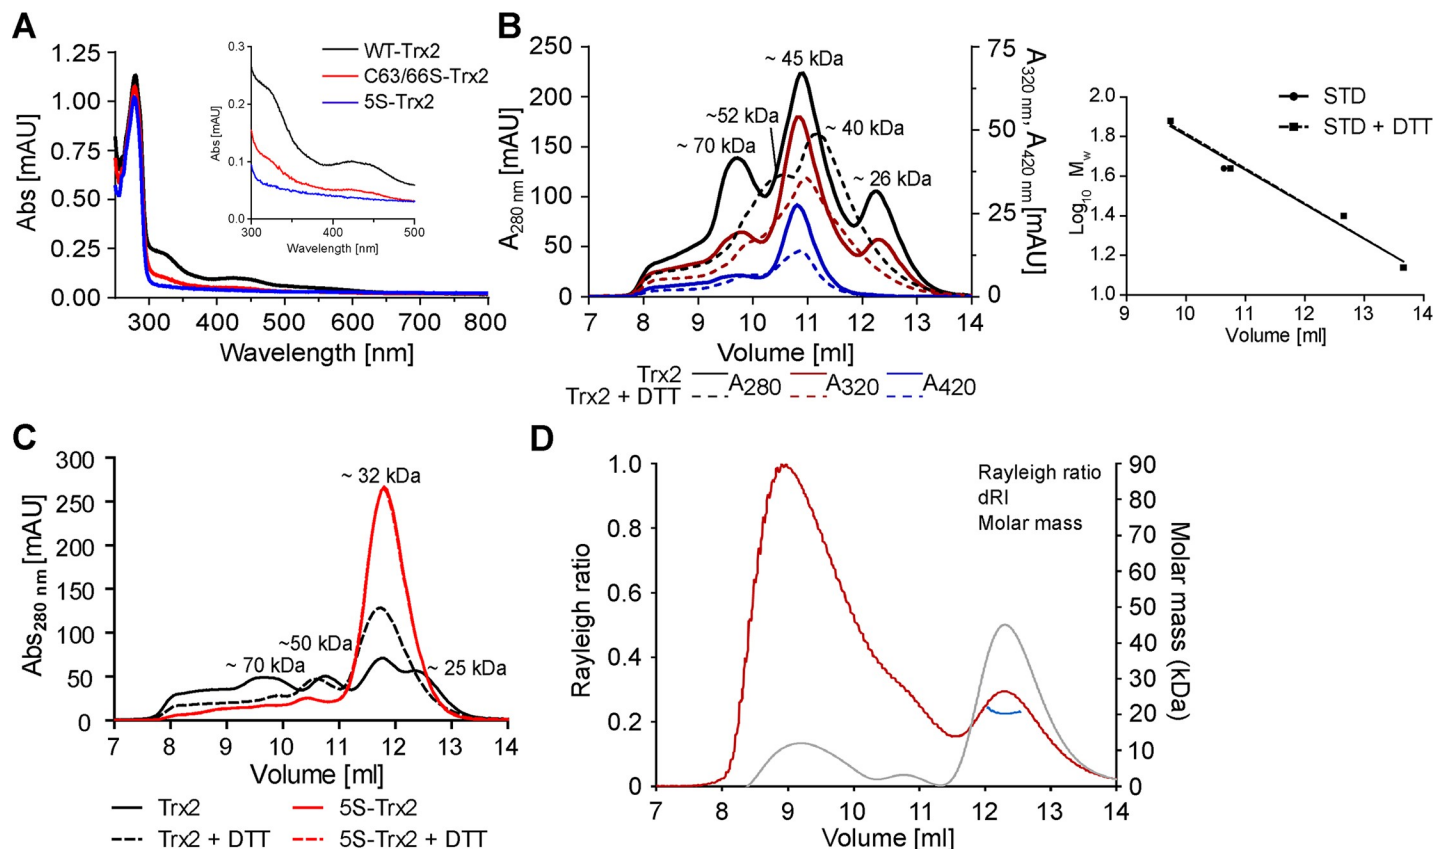 A
1.25
1.00
0.75
0.50
0.25
0.00
Abs [mAU]
300 400 500 600 700 800
Wavelength [nm]
0.3
0.2
0.1
0.0
Abs [mAU]
300 400 500
Wavelength [nm]
WT-Trx2
C63/66S-Trx2
5S-Trx2
B
250
200
150
100
50
0
A280 nm [mAU]
75
50
25
0
A320 nm, A420 nm [mAU]
~ 45 kDa
~52 kDa
~ 40 kDa
~ 70 kDa
~ 26 kDa
7 8 9 10 11 12 13 14
Volume [ml]
Trx2 A280 A320 A420
Trx2 + DTT
2.0
1.8
1.6
1.4
1.2
1.0
Log10 Mw
STD
STD + DTT
9 10 11 12 13 14
Volume [ml]
C
300
250
200
150
100
50
0
Abs280 nm [mAU]
~ 32 kDa
~50 kDa
~ 70 kDa
~ 25 kDa
7 8 9 10 11 12 13 14
Volume [ml]
Trx2 5S-Trx2
Trx2 + DTT 5S-Trx2 + DTT
D
1.0
0.8
0.6
0.4
0.2
0
Rayleigh ratio
Rayleigh ratio
dRI
Molar mass
90
80
70
60
50
40
30
20
10
0
Molar mass (kDa)
7 8 9 10 11 12 13 14
Volume [ml]